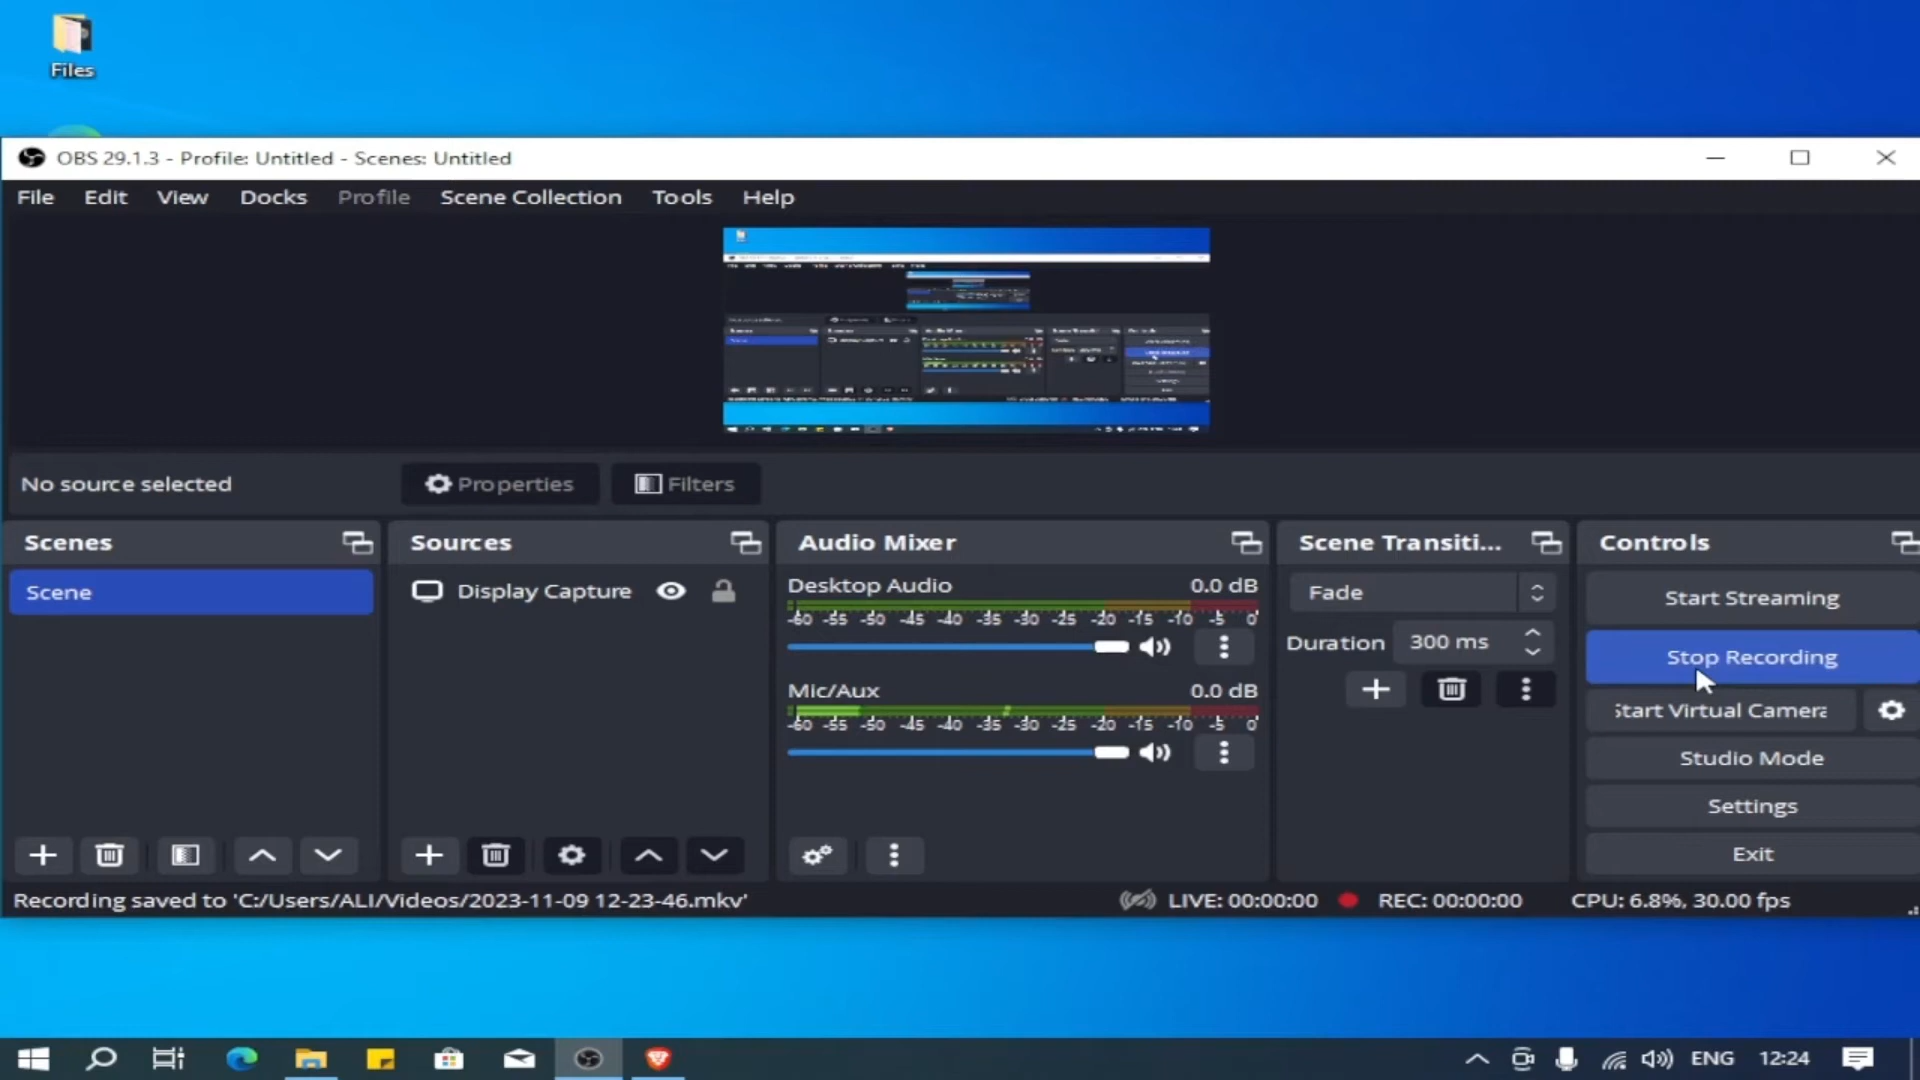 Files
OBS 29.1.3 - Profile: Untitled - Scenes: Untitled
File Edit View Docks Profile Scene Collection Tools Help
No source selected Properties Filters
Scenes
Scene
Sources
Display Capture
Audio Mixer
Desktop Audio 0.0 dB
-60 -55 -50 -45 -40 -35 -30 -25 -20 -15 -10 -5 0
Mic/Aux 0.0 dB
-60 -55 -50 -45 -40 -35 -30 -25 -20 -15 -10 -5 0
Scene Transiti...
Fade
Duration 300 ms
Controls
Start Streaming
Stop Recording
Start Virtual Camera
Studio Mode
Settings
Exit
Recording saved to 'C:/Users/ALI/Videos/2023-11-09 12-23-46.mkv' LIVE: 00:00:00 REC: 00:00:00 CPU: 6.8%, 30.00 fps
ENG 12:24